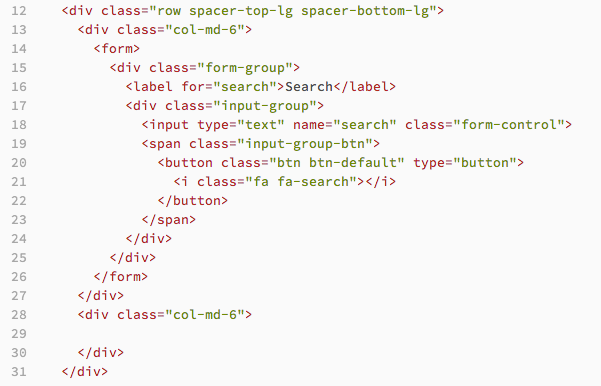 12 <div class="row spacer-top-lg spacer-bottom-lg">
13 <div class="col-md-6">
14 <form>
15 <div class="form-group">
16 <label for="search">Search</label>
17 <div class="input-group">
18 <input type="text" name="search" class="form-control">
19 <span class="input-group-btn">
20 <button class="btn btn-default" type="button">
21 <i class="fa fa-search"></i>
22 </button>
23 </span>
24 </div>
25 </div>
26 </form>
27 </div>
28 <div class="col-md-6">
29
30 </div>
31 </div>